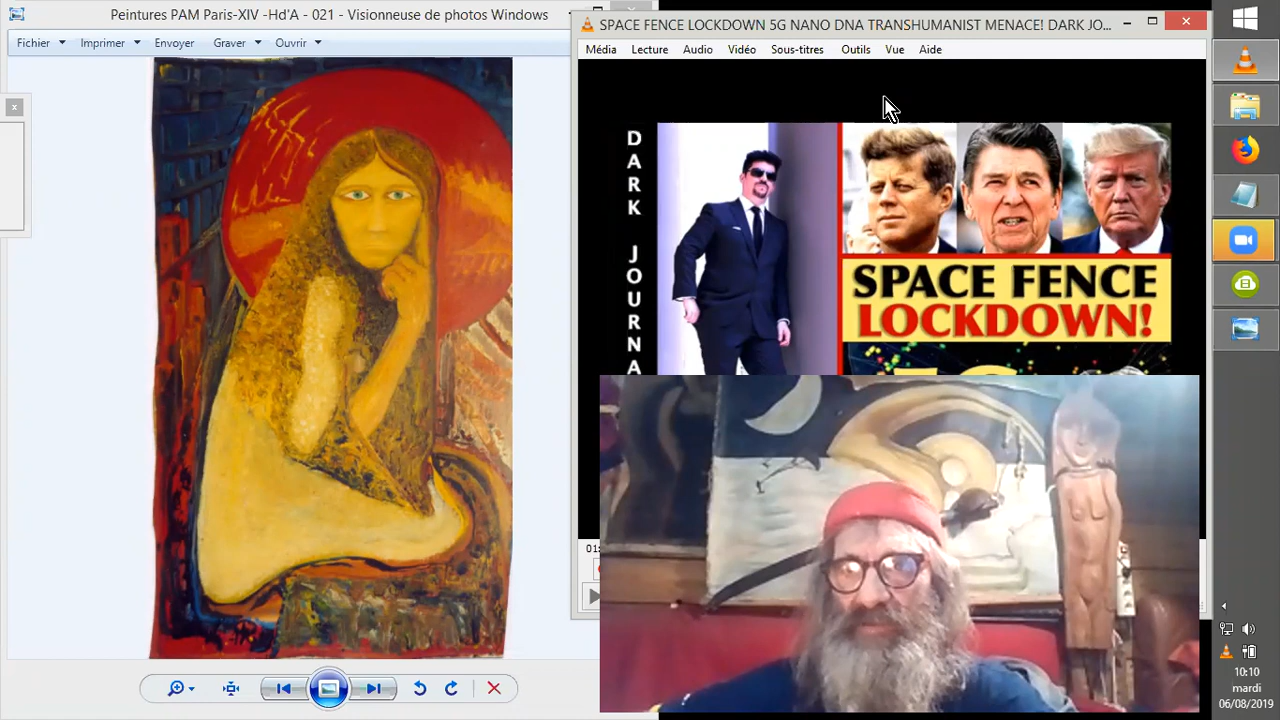 Peintures PAM Paris-XIV -Hd'A - 021 - Visionneuse de photos Windows
Fichier Imprimer Envoyer Graver Ouvrir
SPACE FENCE LOCKDOWN 5G NANO DNA TRANSHUMANIST MENACE! DARK JO...
Média Lecture Audio Vidéo Sous-titres Outils Vue Aide
DARK JOURNA
SPACE FENCE
LOCKDOWN!
01:
10:10
mardi
06/08/2019